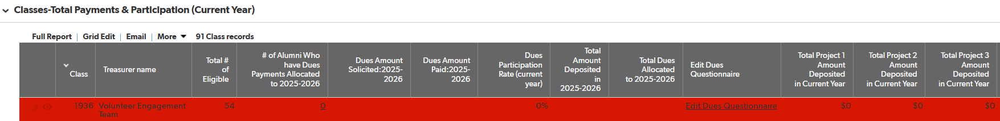 Classes-Total Payments & Participation (Current Year)
Full Report | Grid Edit | Email | More 91 Class records
Class
Treasurer name
Total #
of
Eligible
# of Alumni Who
have Dues
Payments Allocated
to 2025-2026
Dues Amount
Solicited:2025-
2026
Dues Amount
Paid:2025-
2026
Dues
Participation
Rate (current
year)
Total
Amount
Deposited
in
2025-2026
Total Dues
Allocated
to 2025-2026
Edit Dues
Questionnaire
Total Project 1
Amount
Deposited
in Current Year
Total Project 2
Amount
Deposited
in Current Year
Total Project 3
Amount
Deposited
in Current Year
1936 Volunteer Engagement 54 0 0% Edit Dues Questionnaire $0 $0 $0
Team